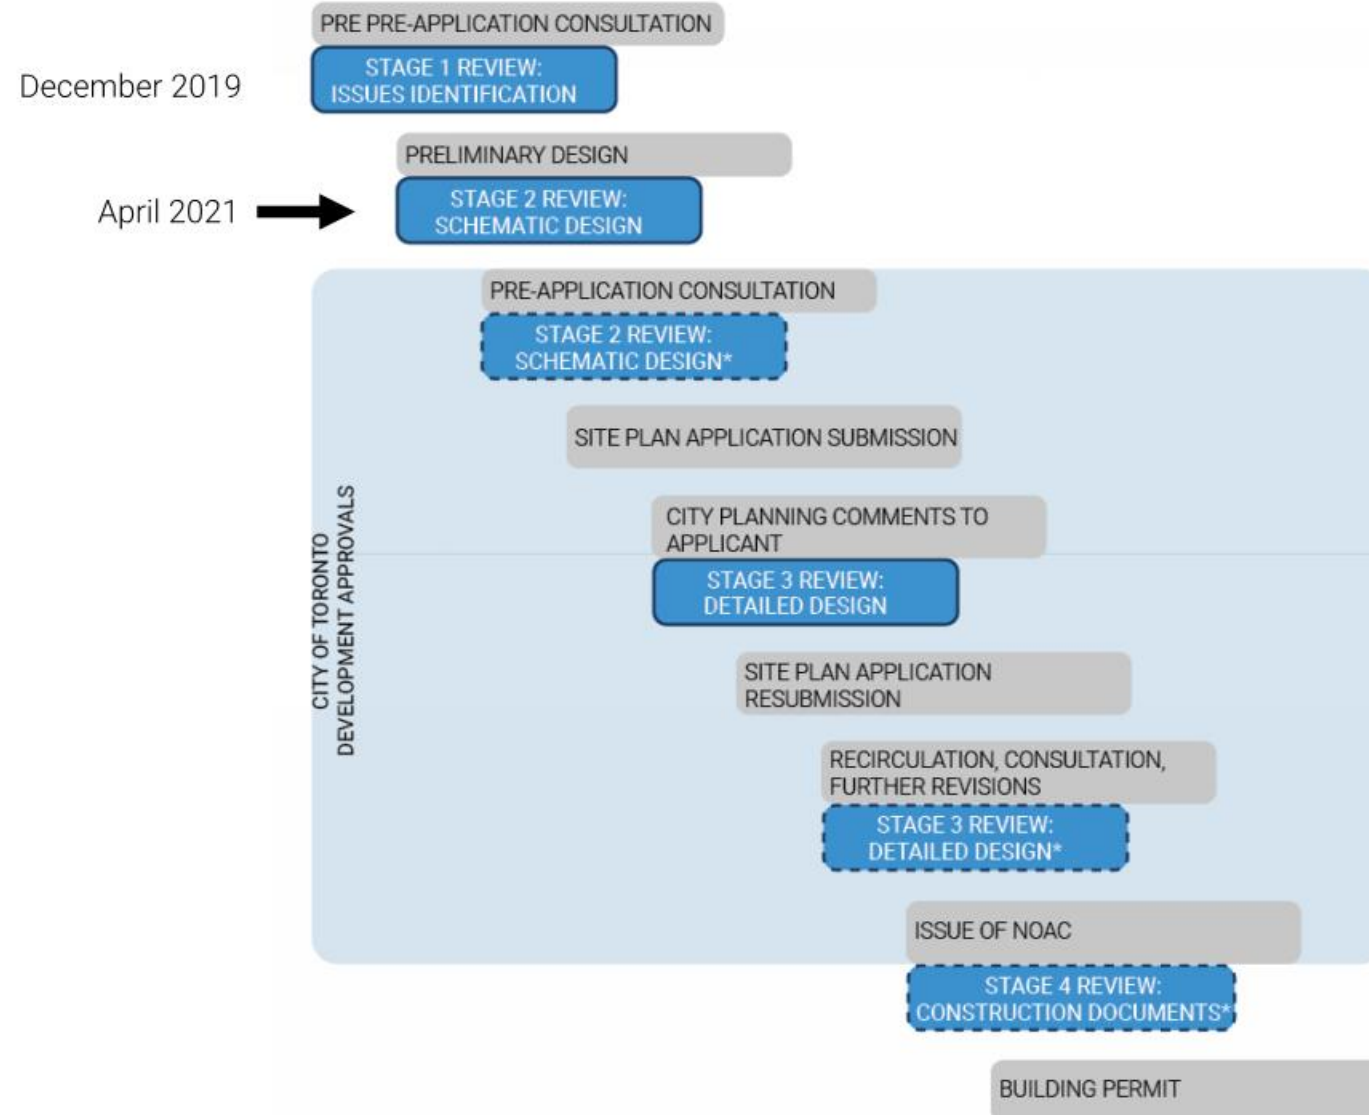 PRE PRE-APPLICATION CONSULTATION
December 2019
STAGE 1 REVIEW:
ISSUES IDENTIFICATION
PRELIMINARY DESIGN
April 2021
STAGE 2 REVIEW:
SCHEMATIC DESIGN
PRE-APPLICATION CONSULTATION
STAGE 2 REVIEW:
SCHEMATIC DESIGN*
SITE PLAN APPLICATION SUBMISSION
CITY OF TORONTO
DEVELOPMENT APPROVALS
CITY PLANNING COMMENTS TO
APPLICANT
STAGE 3 REVIEW:
DETAILED DESIGN
SITE PLAN APPLICATION
RESUBMISSION
RECIRCULATION, CONSULTATION,
FURTHER REVISIONS
STAGE 3 REVIEW:
DETAILED DESIGN*
ISSUE OF NOAC
STAGE 4 REVIEW:
CONSTRUCTION DOCUMENTS*
BUILDING PERMIT